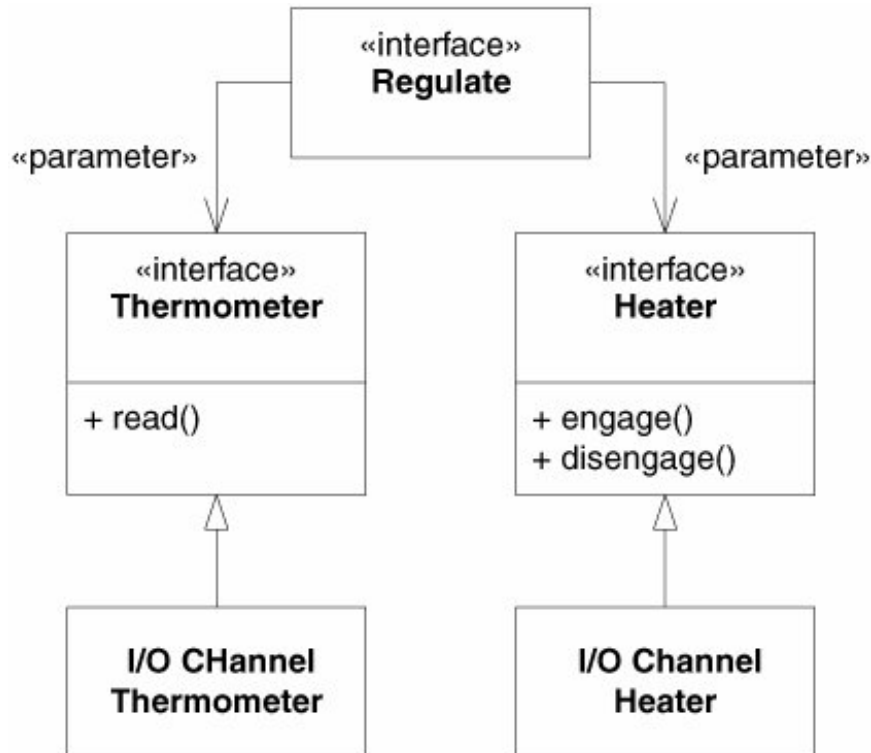 «interface»
Regulate
«parameter»
«parameter»
«interface»
Thermometer
+ read()
«interface»
Heater
+ engage()
+ disengage()
I/O CHannel
Thermometer
I/O Channel
Heater